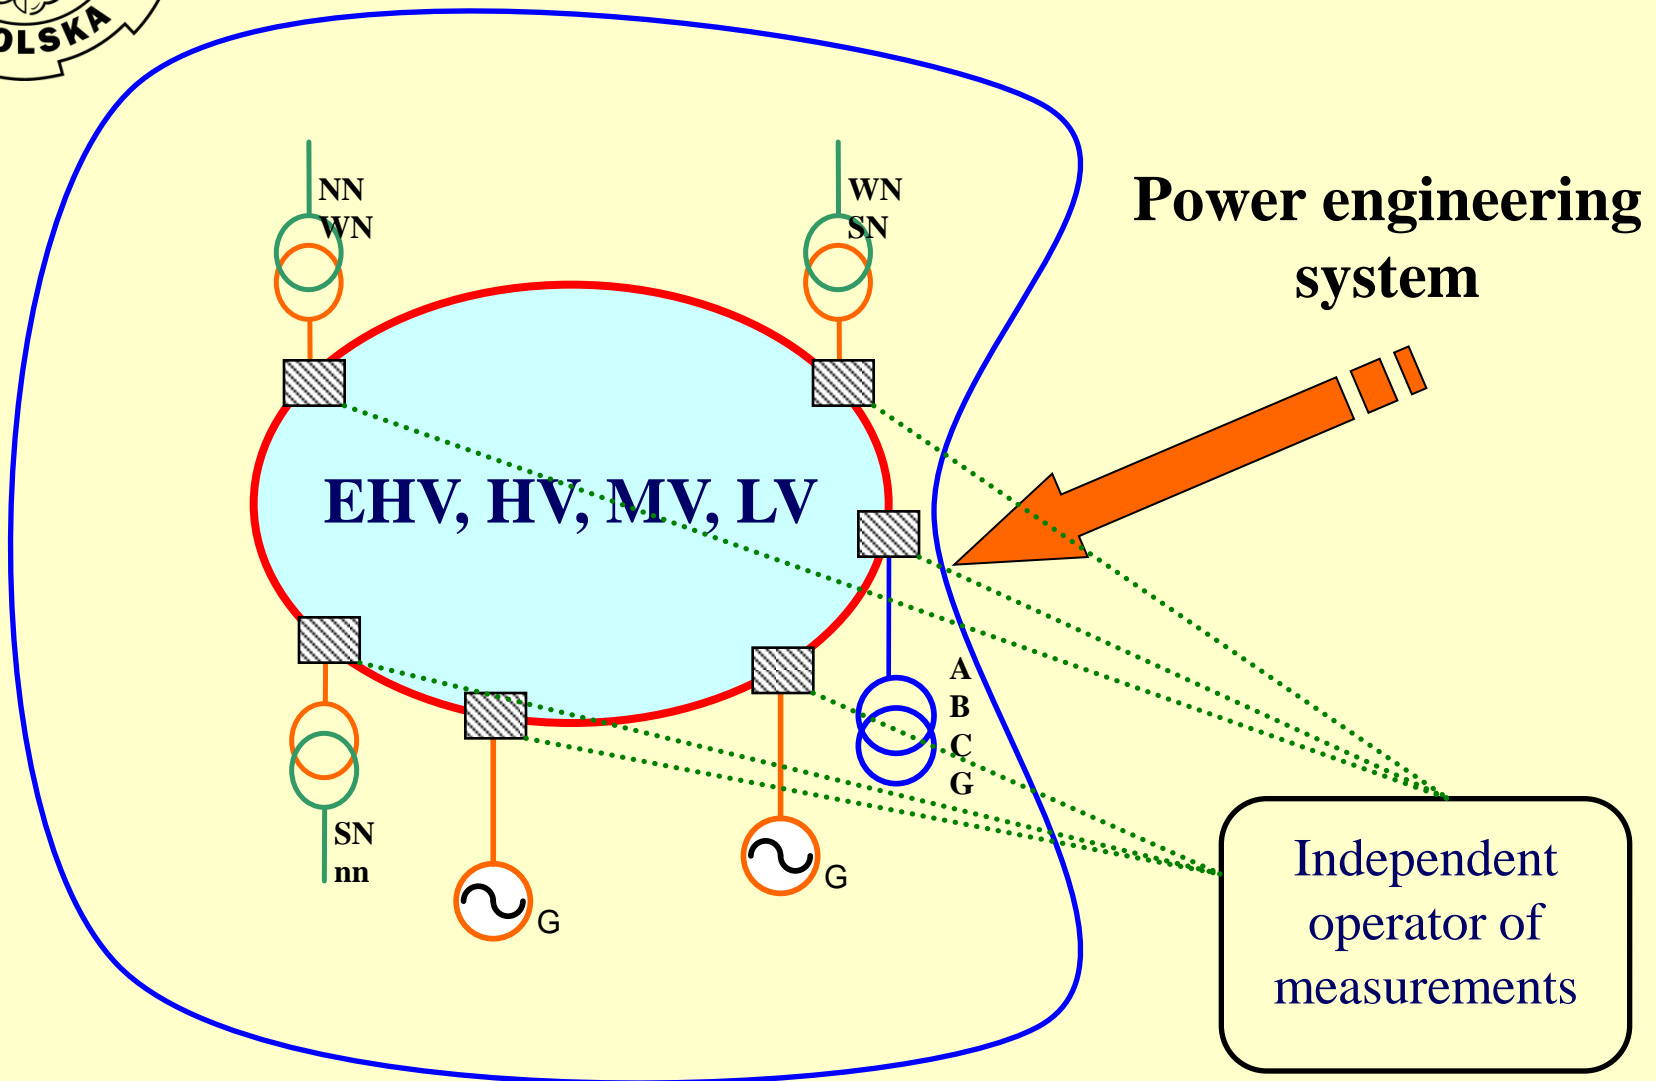 OLSKA
NN
WN
WN
SN
Power engineering
system
EHV, HV, MV, LV
A
B
C
G
SN
nn
G
G
Independent
operator of
measurements